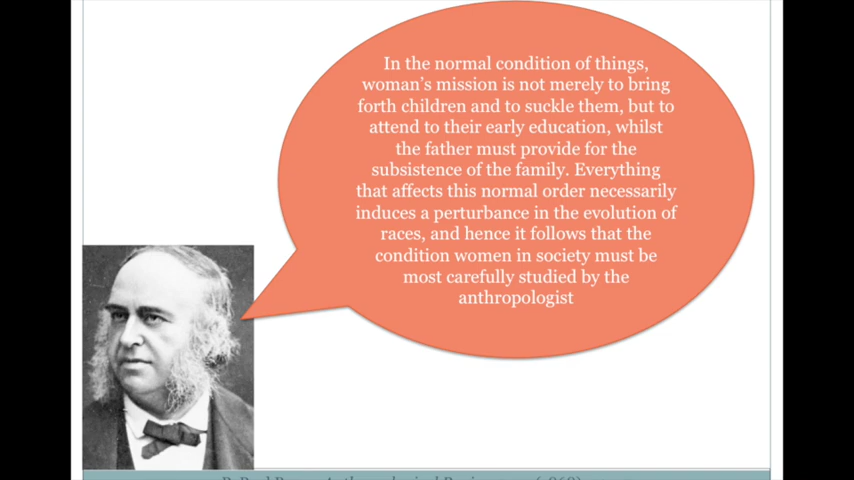 In the normal condition of things,
woman's mission is not merely to bring
forth children and to suckle them, but to
attend to their early education, whilst
the father must provide for the
subsistence of the family. Everything
that affects this normal order necessarily
induces a perturbance in the evolution of
races, and hence it follows that the
condition women in society must be
most carefully studied by the
anthropologist